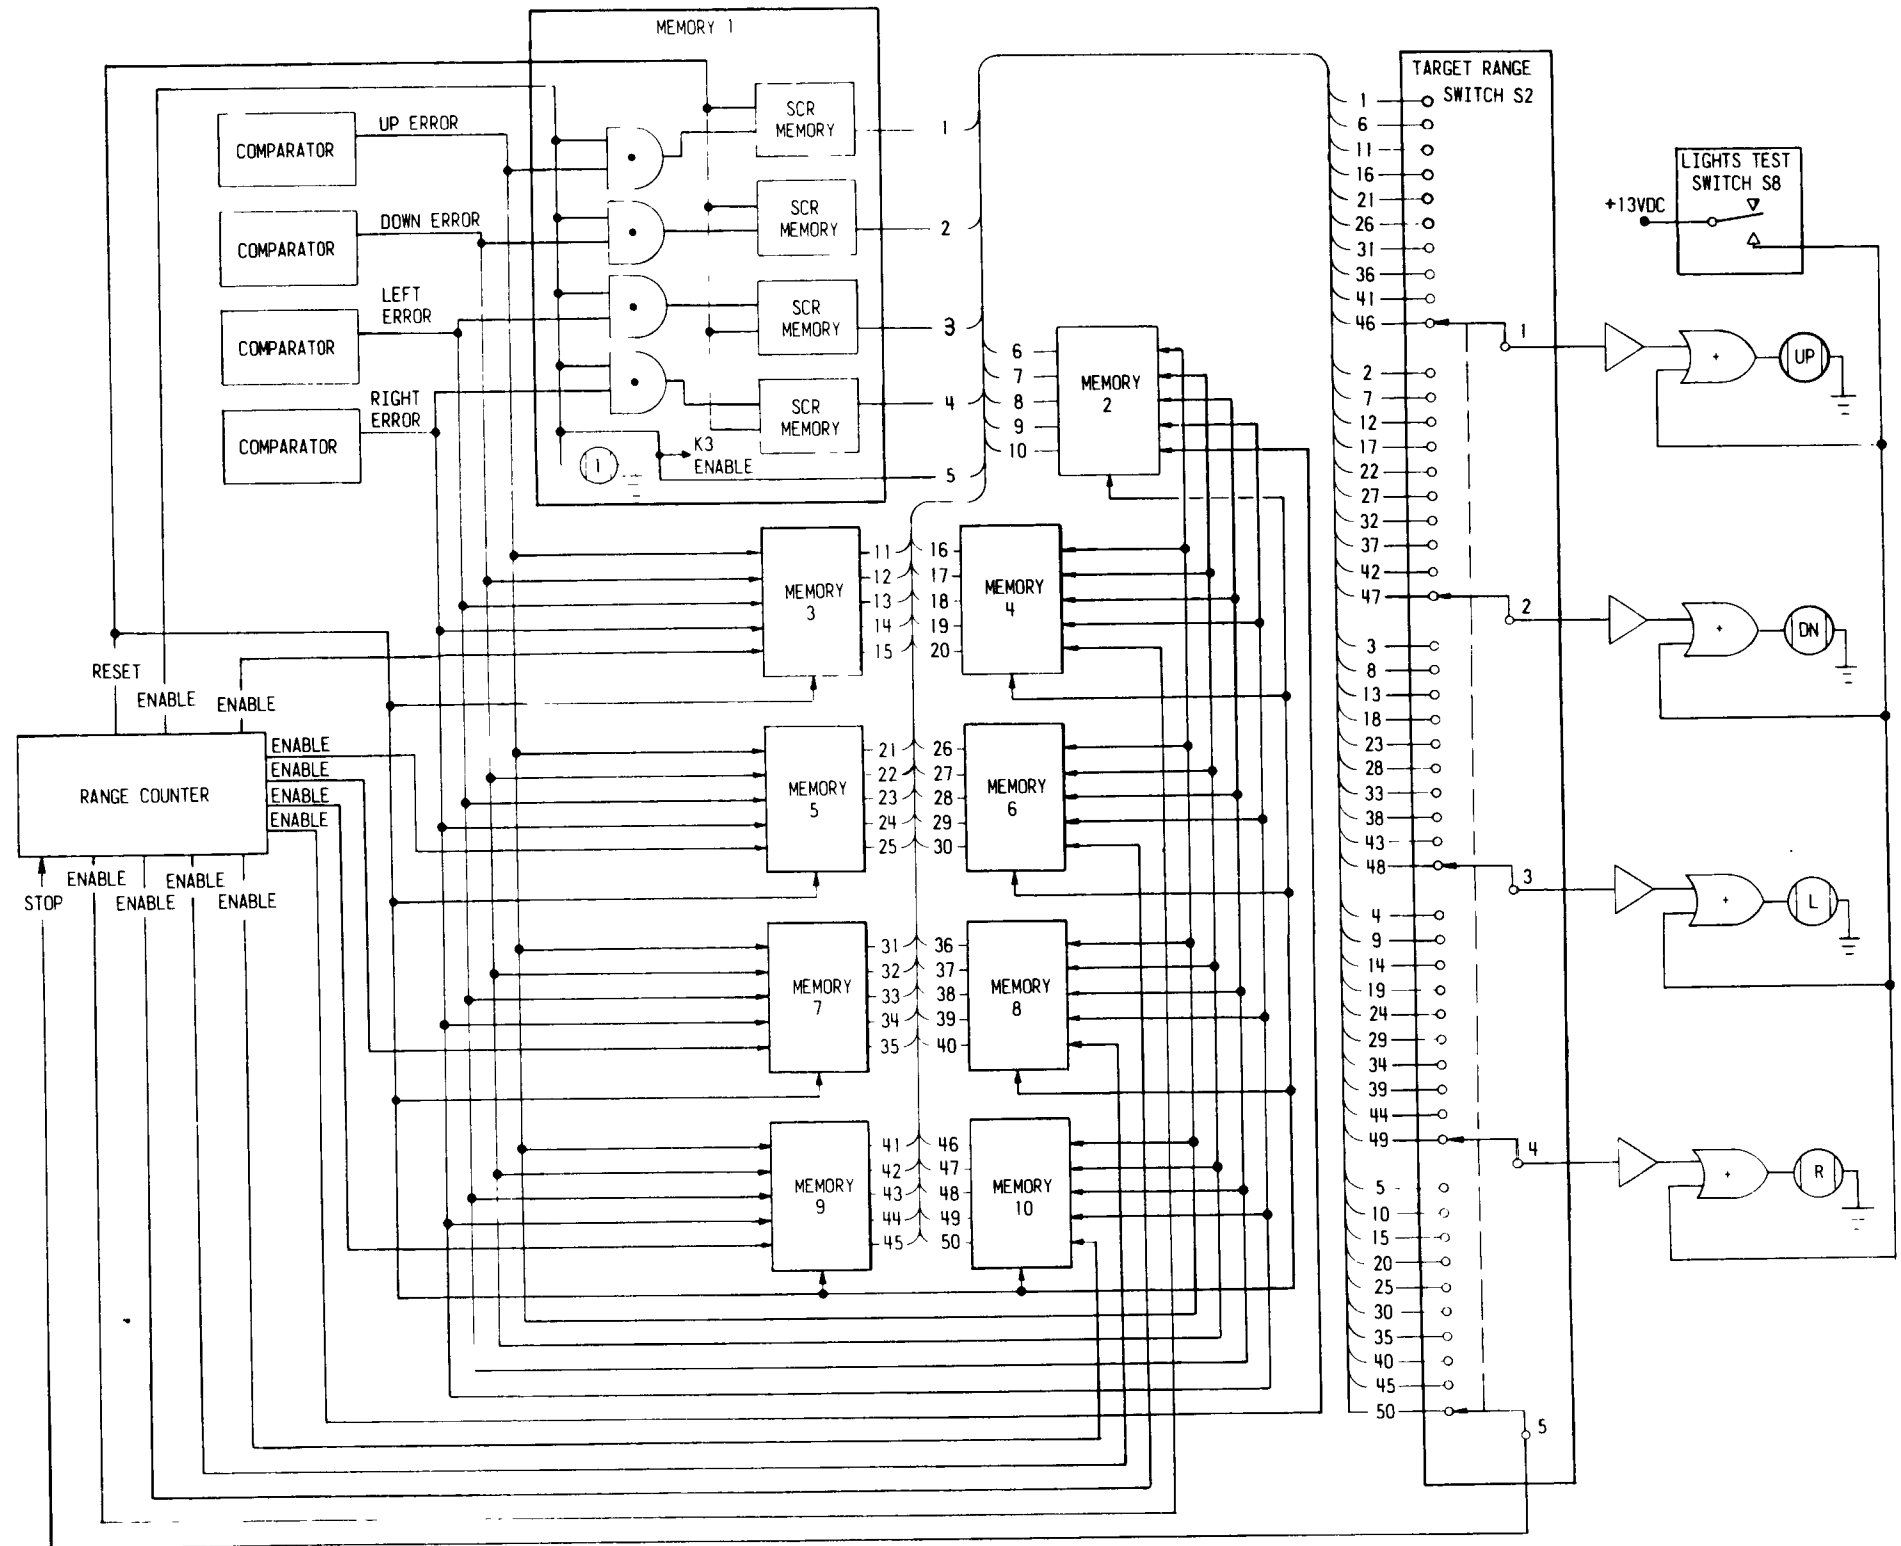 MEMORY 1
UP ERROR
COMPARATOR
SCR
MEMORY
1
DOWN ERROR
COMPARATOR
SCR
MEMORY
2
LEFT
ERROR
COMPARATOR
SCR
MEMORY
3
RIGHT
ERROR
COMPARATOR
SCR
MEMORY
4
K3
ENABLE
1
5
6
7
8
9
10
MEMORY
2
MEMORY
3
11
12
13
14
15
16
17
18
19
20
MEMORY
4
RESET
ENABLE
ENABLE
RANGE COUNTER
ENABLE
ENABLE
ENABLE
ENABLE
STOP
ENABLE
ENABLE
ENABLE
ENABLE
MEMORY
5
21
22
23
24
25
26
27
28
29
30
MEMORY
6
MEMORY
7
31
32
33
34
35
36
37
38
39
40
MEMORY
8
MEMORY
9
41
42
43
44
45
46
47
48
49
50
MEMORY
10
TARGET RANGE
SWITCH S2
1
6
11
16
21
26
31
36
41
46
1
2
7
12
17
22
27
32
37
42
47
2
3
8
13
18
23
28
33
38
43
48
3
4
9
14
19
24
29
34
39
44
49
4
5
10
15
20
25
30
35
40
45
50
5
LIGHTS TEST
SWITCH S8
+13VDC
+
UP
+
DN
+
L
+
R